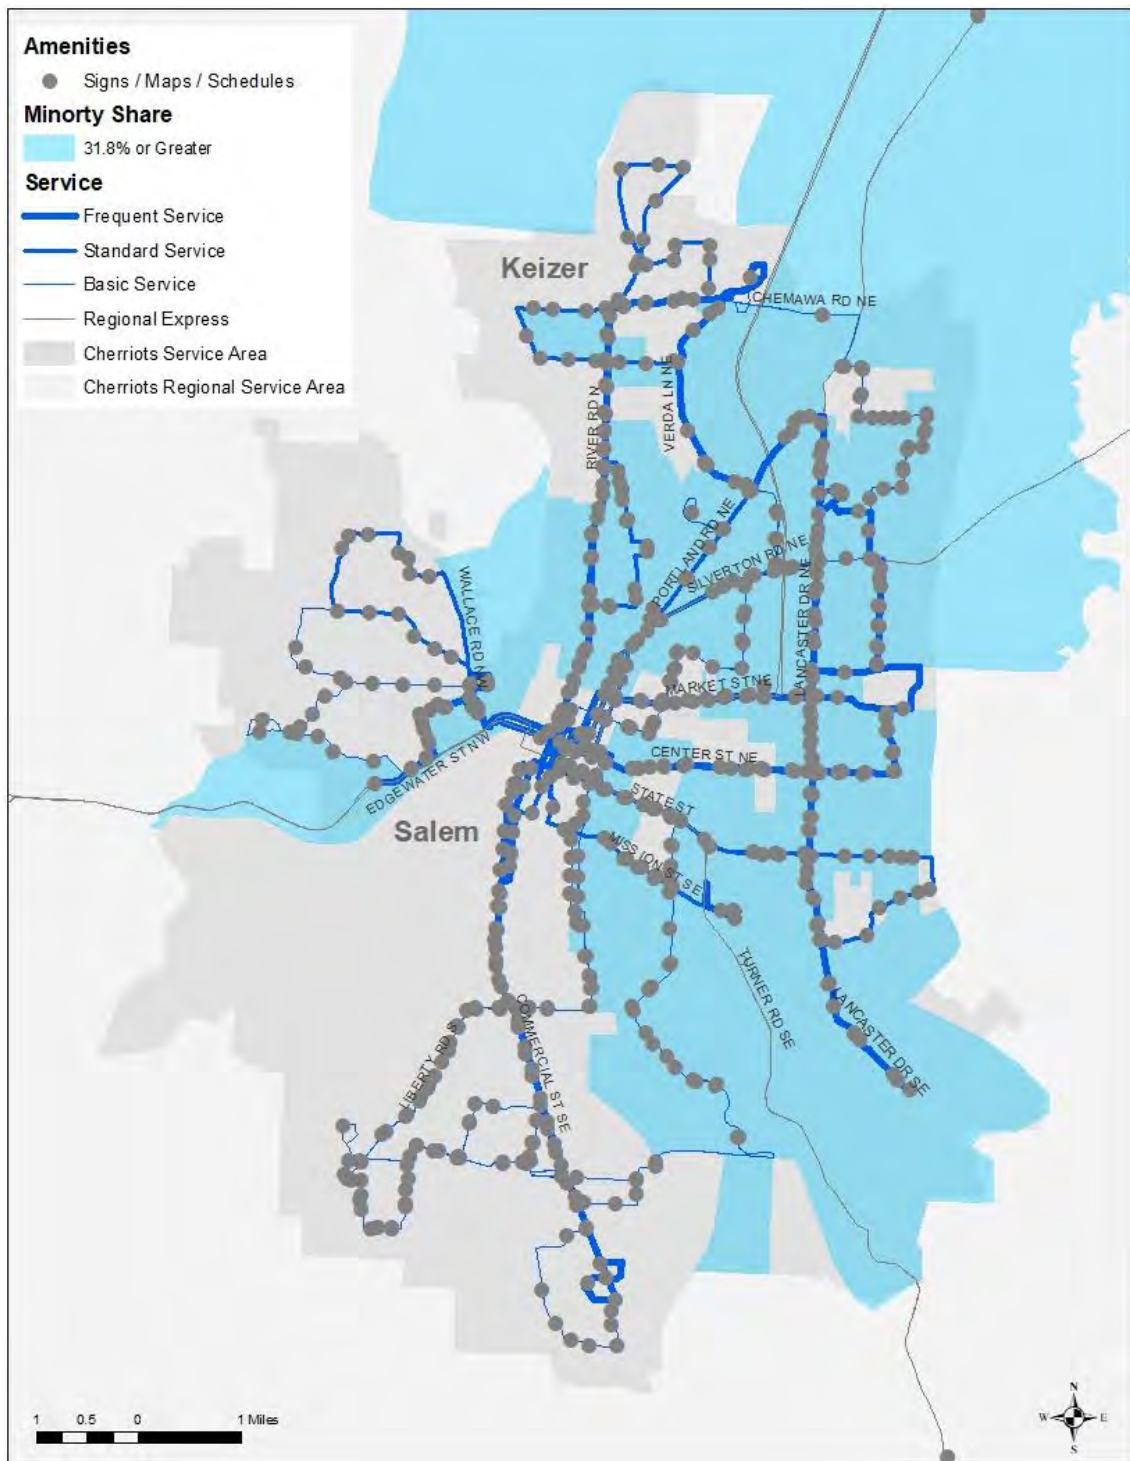 Amenities
Signs / Maps / Schedules
Minorty Share
31.8% or Greater
Service
Frequent Service
Standard Service
Basic Service
Regional Express
Cherriots Service Area
Cherriots Regional Service Area
Keizer
CHEMAWA RD NE
RIVER RD N
VERDA LN NE
PORTLAND RD NE
SILVERTON RD NE
LANCASTER DR NE
WALLACE RD NW
MARKET ST NE
CENTER ST NE
EDGEWATER ST NW
STATE ST
Salem
MISSION ST SE
TURNER RD SE
LANCASTER DR SE
COMMERCIAL ST SE
LIBERTY RD S
1 0.5 0 1 Miles
N
W E
S